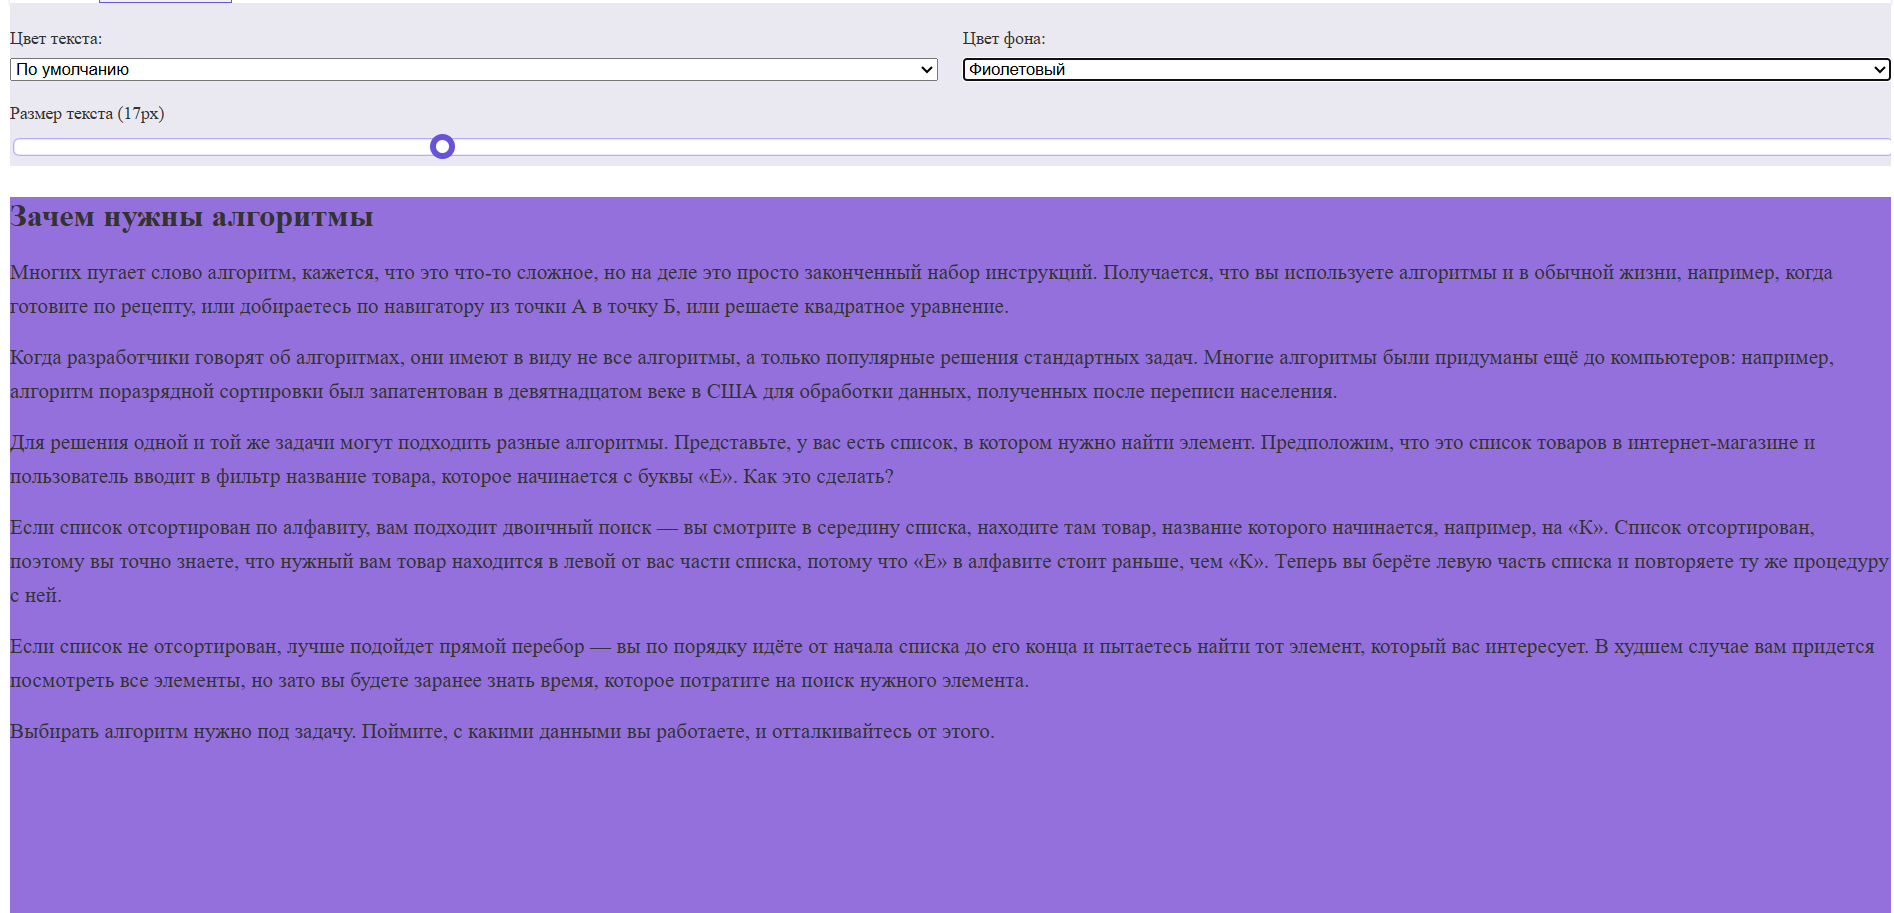 Цвет текста:
Цвет фона:
По умолчанию
Фиолетовый
Размер текста (17px)
Зачем нужны алгоритмы
Многих пугает слово алгоритм, кажется, что это что-то сложное, но на деле это просто законченный набор инструкций. Получается, что вы используете алгоритмы и в обычной жизни, например, когда
готовите по рецепту, или добираетесь по навигатору из точки А в точку Б, или решаете квадратное уравнение.
Когда разработчики говорят об алгоритмах, они имеют в виду не все алгоритмы, а только популярные решения стандартных задач. Многие алгоритмы были придуманы ещё до компьютеров: например,
алгоритм поразрядной сортировки был запатентован в девятнадцатом веке в США для обработки данных, полученных после переписи населения.
Для решения одной и той же задачи могут подходить разные алгоритмы. Представьте, у вас есть список, в котором нужно найти элемент. Предположим, что это список товаров в интернет-магазине и
пользователь вводит в фильтр название товара, которое начинается с буквы «Е». Как это сделать?
Если список отсортирован по алфавиту, вам подходит двоичный поиск — вы смотрите в середину списка, находите там товар, название которого начинается, например, на «К». Список отсортирован,
поэтому вы точно знаете, что нужный вам товар находится в левой от вас части списка, потому что «Е» в алфавите стоит раньше, чем «К». Теперь вы берёте левую часть списка и повторяете ту же процедуру
с ней.
Если список не отсортирован, лучше подойдет прямой перебор — вы по порядку идёте от начала списка до его конца и пытаетесь найти тот элемент, который вас интересует. В худшем случае вам придется
посмотреть все элементы, но зато вы будете заранее знать время, которое потратите на поиск нужного элемента.
Выбирать алгоритм нужно под задачу. Поймите, с какими данными вы работаете, и отталкивайтесь от этого.